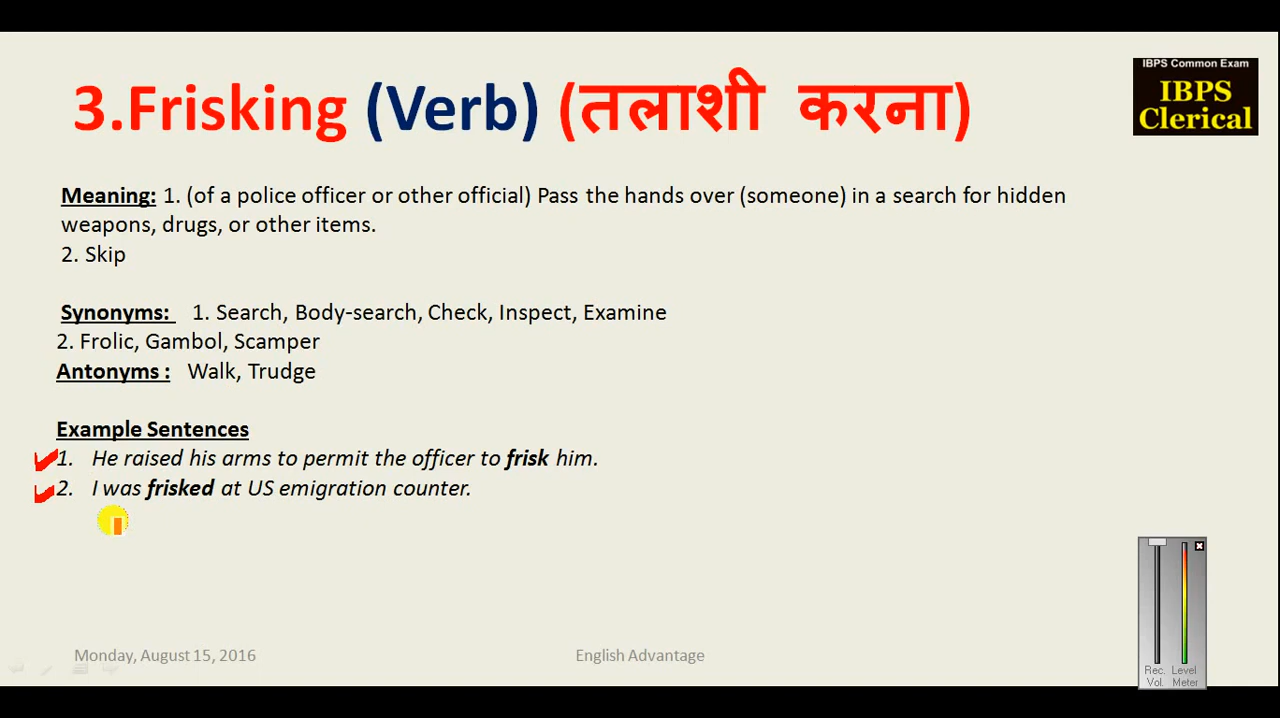 3.Frisking (Verb) (तलाशी करना)
IBPS Common Exam
IBPS
Clerical
Meaning: 1. (of a police officer or other official) Pass the hands over (someone) in a search for hidden
weapons, drugs, or other items.
2. Skip
Synonyms: 1. Search, Body-search, Check, Inspect, Examine
2. Frolic, Gambol, Scamper
Antonyms : Walk, Trudge
Example Sentences
1. He raised his arms to permit the officer to frisk him.
2. I was frisked at US emigration counter.
Monday, August 15, 2016
English Advantage
Rec. Level
Vol. Meter